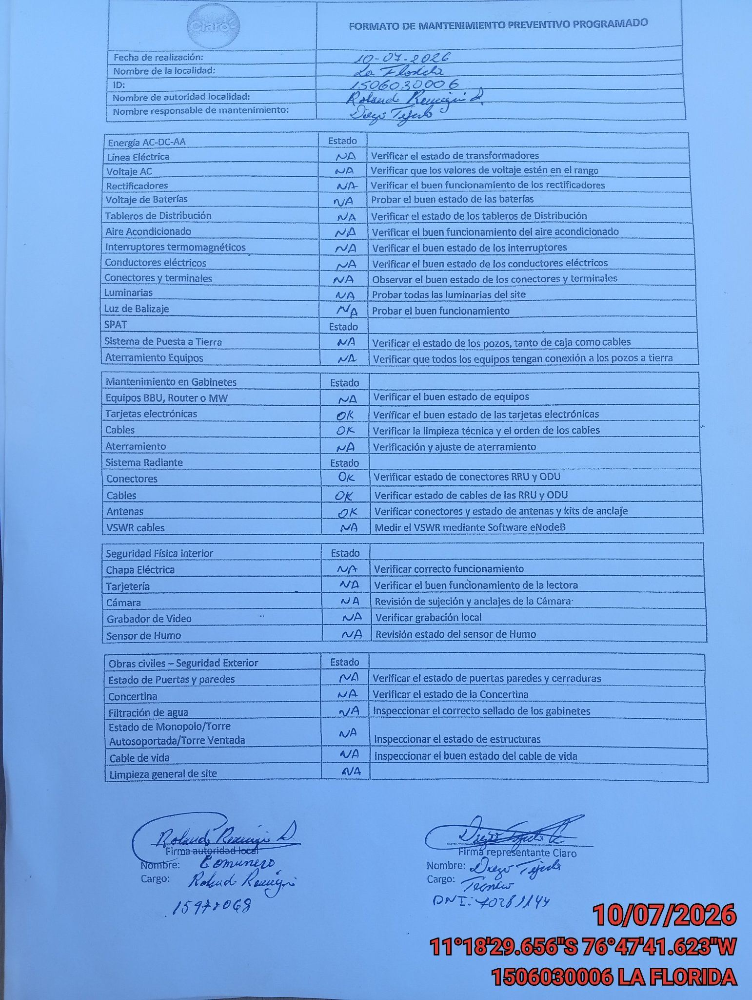 Claro
FORMATO DE MANTENIMIENTO PREVENTIVO PROGRAMADO
Fecha de realización: 10-07-2026
Nombre de la localidad: La Florida
ID: 1506030006
Nombre de autoridad localidad: Rolando Remigio D.
Nombre responsable de mantenimiento: Diego Tejeda
Energía AC-DC-AA Estado
Línea Eléctrica NA Verificar el estado de transformadores
Voltaje AC NA Verificar que los valores de voltaje estén en el rango
Rectificadores NA Verificar el buen funcionamiento de los rectificadores
Voltaje de Baterías NA Probar el buen estado de las baterías
Tableros de Distribución NA Verificar el estado de los tableros de Distribución
Aire Acondicionado NA Verificar el buen funcionamiento del aire acondicionado
Interruptores termomagnéticos NA Verificar el buen estado de los interruptores
Conductores eléctricos NA Verificar el buen estado de los conductores eléctricos
Conectores y terminales NA Observar el buen estado de los conectores y terminales
Luminarias NA Probar todas las luminarias del site
Luz de Balizaje NA Probar el buen funcionamiento
SPAT Estado
Sistema de Puesta a Tierra NA Verificar el estado de los pozos, tanto de caja como cables
Aterramiento Equipos NA Verificar que todos los equipos tengan conexión a los pozos a tierra
Mantenimiento en Gabinetes Estado
Equipos BBU, Router o MW NA Verificar el buen estado de equipos
Tarjetas electrónicas OK Verificar el buen estado de las tarjetas electrónicas
Cables OK Verificar la limpieza técnica y el orden de los cables
Aterramiento NA Verificación y ajuste de aterramiento
Sistema Radiante Estado
Conectores OK Verificar estado de conectores RRU y ODU
Cables OK Verificar estado de cables de las RRU y ODU
Antenas OK Verificar conectores y estado de antenas y kits de anclaje
VSWR cables NA Medir el VSWR mediante Software eNodeB
Seguridad Física interior Estado
Chapa Eléctrica NA Verificar correcto funcionamiento
Tarjetería NA Verificar el buen funcionamiento de la lectora
Cámara NA Revisión de sujeción y anclajes de la Cámara
Grabador de Video NA Verificar grabación local
Sensor de Humo NA Revisión estado del sensor de Humo
Obras civiles – Seguridad Exterior Estado
Estado de Puertas y paredes NA Verificar el estado de puertas paredes y cerraduras
Concertina NA Verificar el estado de la Concertina
Filtración de agua NA Inspeccionar el correcto sellado de los gabinetes
Estado de Monopolo/Torre
Autosoportada/Torre Ventada NA Inspeccionar el estado de estructuras
Cable de vida NA Inspeccionar el buen estado del cable de vida
Limpieza general de site NA
Rolando Remigio D.
Firma autoridad local
Nombre: Comunero
Cargo: Rolando Remigio
Diego Tejeda
Firma representante Claro
Nombre: Diego Tejeda
Cargo: Técnico
DNI: 70281144
10/07/2026
11°18'29.656"S 76°47'41.623"W
1506030006 LA FLORIDA